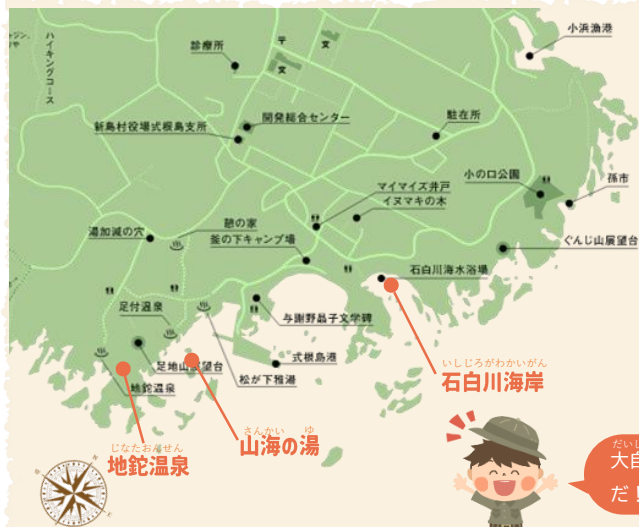 小浜漁港
ハイキングコース
診療所
〒
文
文
開発総合センター
新島村役場式根島支所
駐在所
小の口公園
孫市
マイマイズ井戸
イヌマキの木
憩の家
湯加減の穴
釜の下キャンプ場
ぐんじ山展望台
石白川海水浴場
足付温泉
与謝野晶子文学碑
式根島港
足地山展望台
松が下雅湯
地鉈温泉
いしじろがわかいがん
石白川海岸
さんかい ゆ
山海の湯
じなたおんせん
地鉈温泉
だいし
大自
だ!